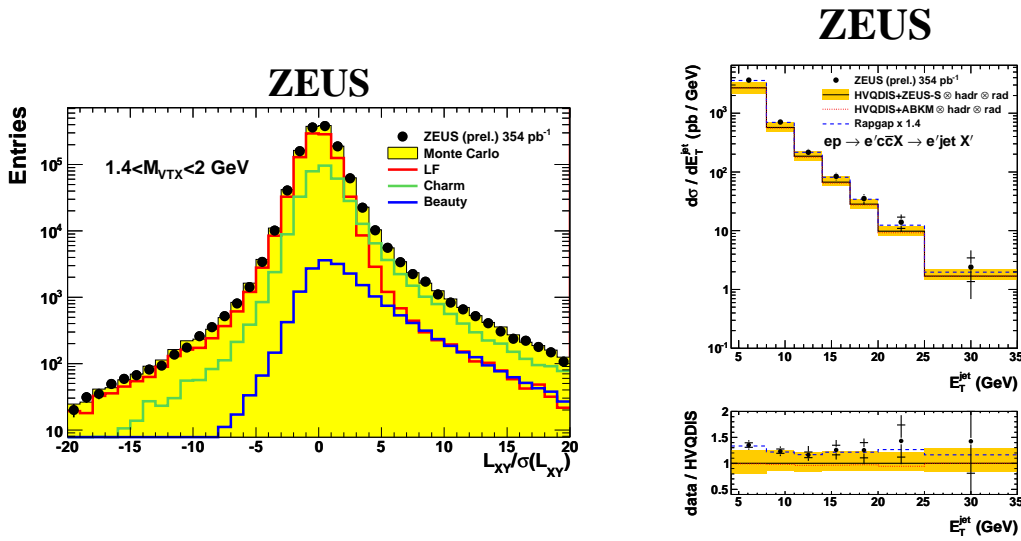 ZEUS
Entries
10⁵
10⁴
10³
10²
10
1.4<M_VTX<2 GeV
ZEUS (prel.) 354 pb⁻¹
Monte Carlo
LF
Charm
Beauty
-20 -15 -10 -5 0 5 10 15 20
L_XY/σ(L_XY)
ZEUS
dσ / dE_T^jet (pb / GeV)
10³
10²
10
1
10⁻¹
ZEUS (prel.) 354 pb⁻¹
HVQDIS+ZEUS-S ⊗ hadr ⊗ rad
HVQDIS+ABKM ⊗ hadr ⊗ rad
Rapgap x 1.4
ep → e'cc̄X → e'jet X'
5 10 15 20 25 30 35
E_T^jet (GeV)
data / HVQDIS
2
1.5
1
0.5
5 10 15 20 25 30 35
E_T^jet (GeV)